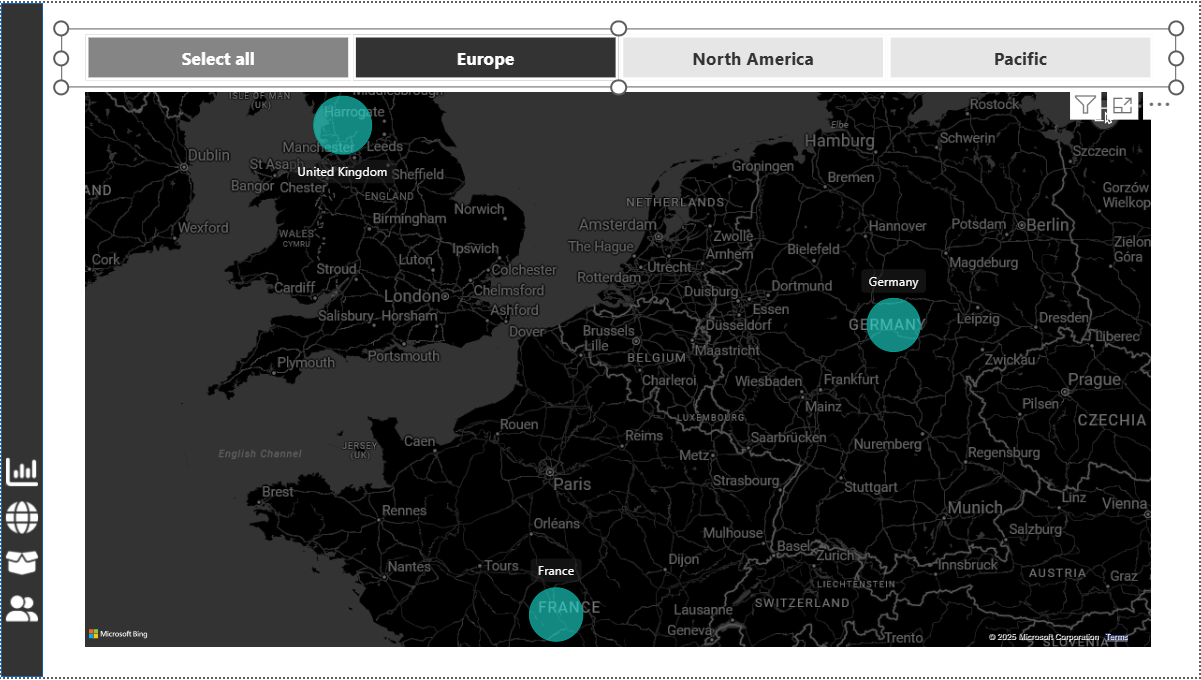 Select all
Europe
North America
Pacific
ISLE OF MAN
(UK)
Middlesbrough
Harrogate
Rostock
Elbe
Hamburg
Schwerin
Szczecin
Dublin
Manchester
Leeds
St Asaph
United Kingdom
Sheffield
Groningen
Bremen
Bangor
Chester
ENGLAND
NETHERLANDS
Gorzów
Wielkop
Norwich
Birmingham
Amsterdam
Hannover
Potsdam
Berlin
Wexford
WALES
CYMRU
Zwolle
The Hague
Arnhem
Bielefeld
Zielon
Góra
Cork
Luton
Ipswich
Stroud
Colchester
Utrecht
Magdeburg
Rotterdam
Cardiff
Chelmsford
Germany
Duisburg
Dortmund
London
Essen
Salisbury
Horsham
Ashford
Dover
Düsseldorf
GERMANY
Leipzig
Dresden
Brussels
Liberec
Lille
Maastricht
Portsmouth
BELGIUM
Plymouth
Zwickau
Charleroi
Wiesbaden
Frankfurt
Prague
Mainz
Pilsen
LUXEMBOURG
CZECHIA
Rouen
JERSEY
(UK)
Caen
Reims
Saarbrücken
Nuremberg
English Channel
Metz
Regensburg
Strasbourg
Paris
Stuttgart
Brest
Linz
Vienna
Rennes
Munich
Orléans
Mulhouse
Salzburg
Basel
Zurich
Nantes
Tours
France
Dijon
Innsbruck
AUSTRIA
Graz
LIECHTENSTEIN
SWITZERLAND
FRANCE
Lausanne
Geneva
Trento
Microsoft Bing
© 2025 Microsoft Corporation
Terms
SLOVENIA